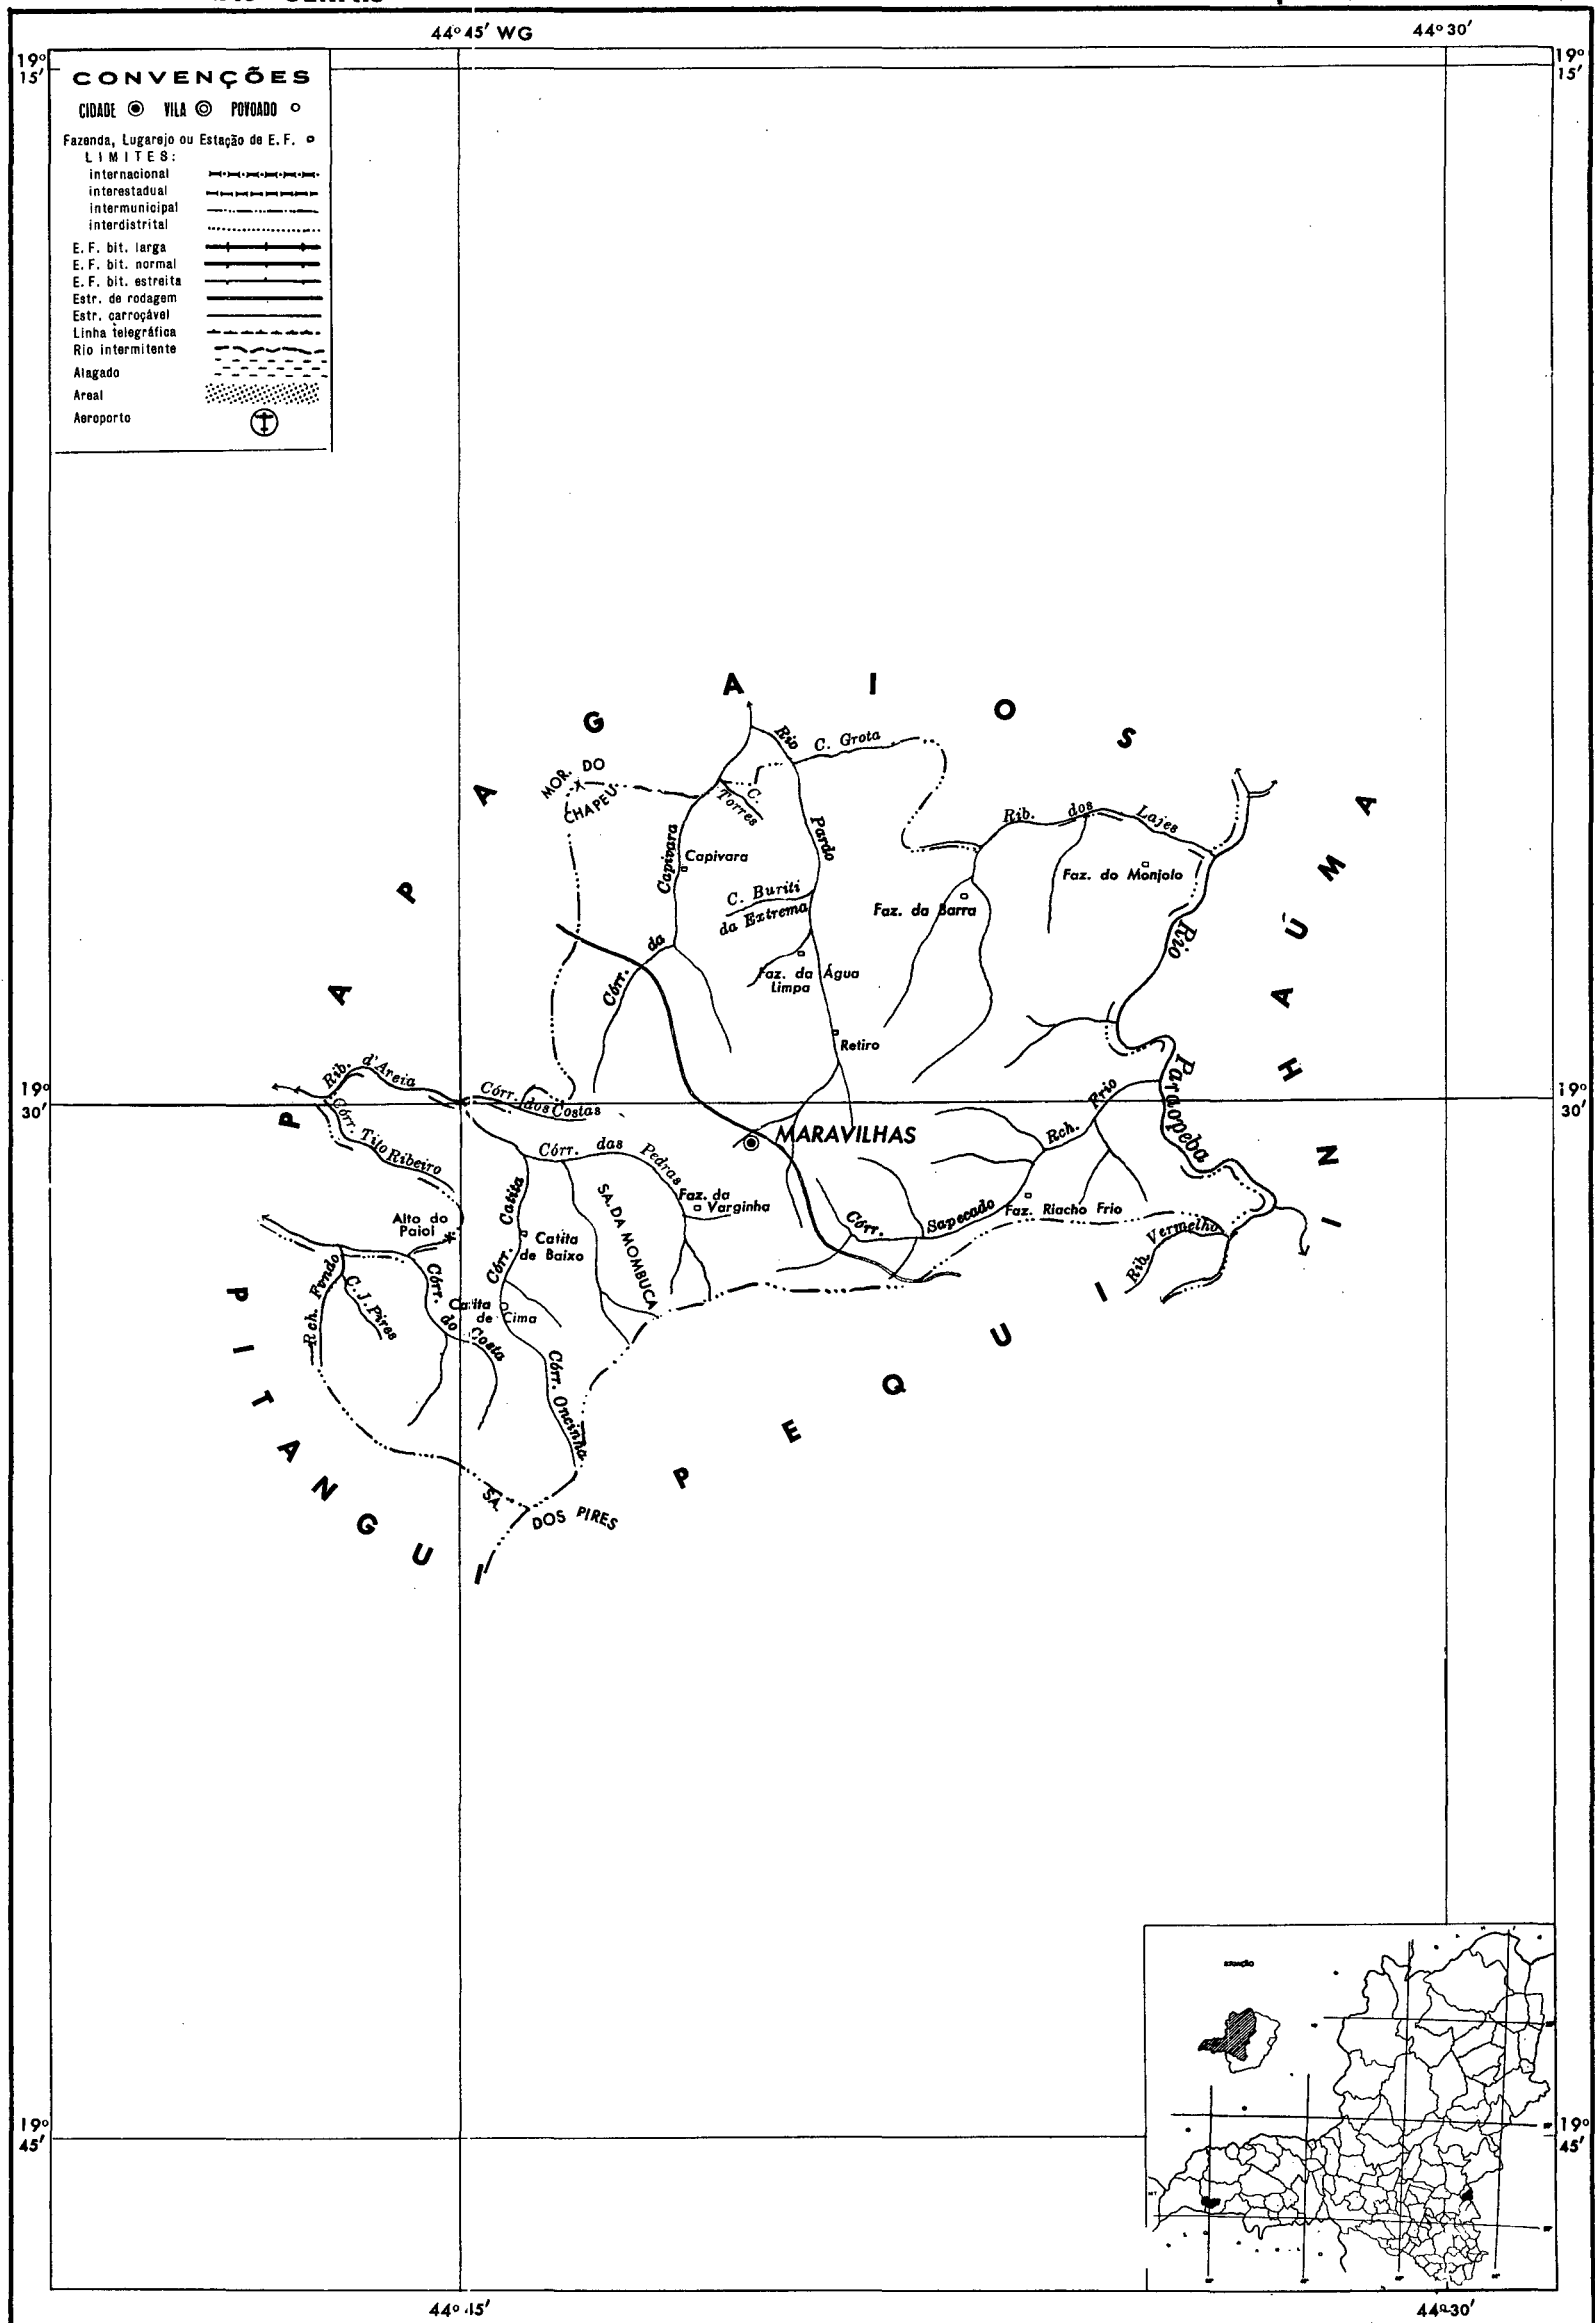 44° 45' WG
44° 30'
19° 15'
19° 15'
CONVENÇÕES
CIDADE VILA POVOADO
Fazenda, Lugarejo ou Estação de E. F.
LIMITES:
internacional
interestadual
intermunicipal
interdistrital
E. F. bit. larga
E. F. bit. normal
E. F. bit. estreita
Estr. de rodagem
Estr. carroçável
Linha telegráfica
Rio intermitente
Alagado
Areal
Aeroporto
PAPAGAIOS
INHAÚMA
MOR. DO
CHAPEU
Rio
Pardo
C. Grota
C.
Torres
Rib. dos Lajes
Capivara
Córr. da Capivara
C. Buriti
da Extrema
Faz. da Barra
Faz. do Monjolo
Faz. da Água
Limpa
Rio
Paraopeba
Retiro
19° 30'
19° 30'
Rib. d'Areia
Córr. dos Costas
Córr. Tito Ribeiro
MARAVILHAS
Rch. Frio
Córr. das Pedras
SA. DA MOMBUCA
Faz. da
Varginha
Córr. Catita
Catita
de Baixo
Alto do
Paiol
Córr. Sapecado
Faz. Riacho Frio
Rib. Vermelho
Rch. Fundo
C. J. Pires
Córr. do Costa
Catita
de Cima
Córr. Oncinha
PITANGUI
PEQUI
SA.
DOS PIRES
SITUAÇÃO
19° 45'
19° 45'
44° 45'
44° 30'